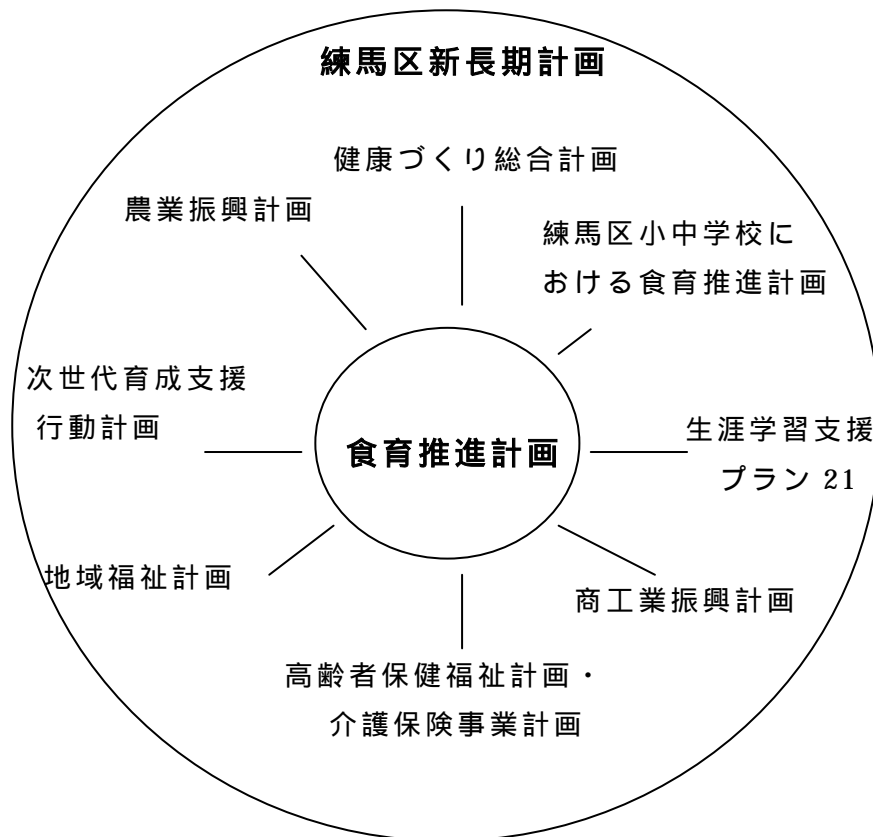 練馬区新長期計画
健康づくり総合計画
農業振興計画
練馬区小中学校に
おける食育推進計画
次世代育成支援
行動計画
食育推進計画
生涯学習支援
プラン 21
地域福祉計画
商工業振興計画
高齢者保健福祉計画・
介護保険事業計画